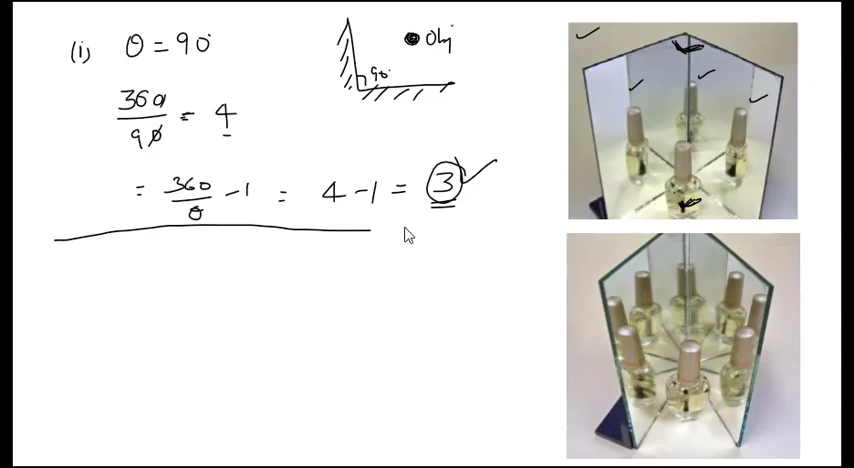 (i) θ = 90°
Obj
90°
360/90 = 4
= 360/θ - 1 = 4 - 1 = 3